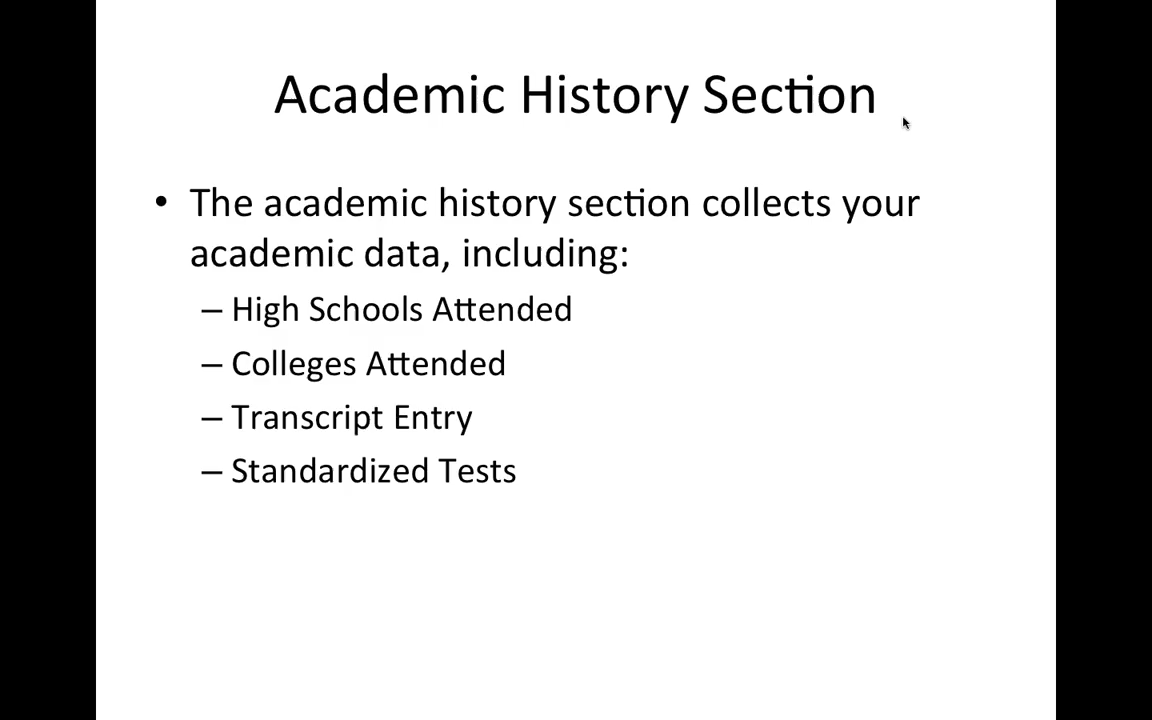 Academic History Section
• The academic history section collects your
academic data, including:
– High Schools Attended
– Colleges Attended
– Transcript Entry
– Standardized Tests